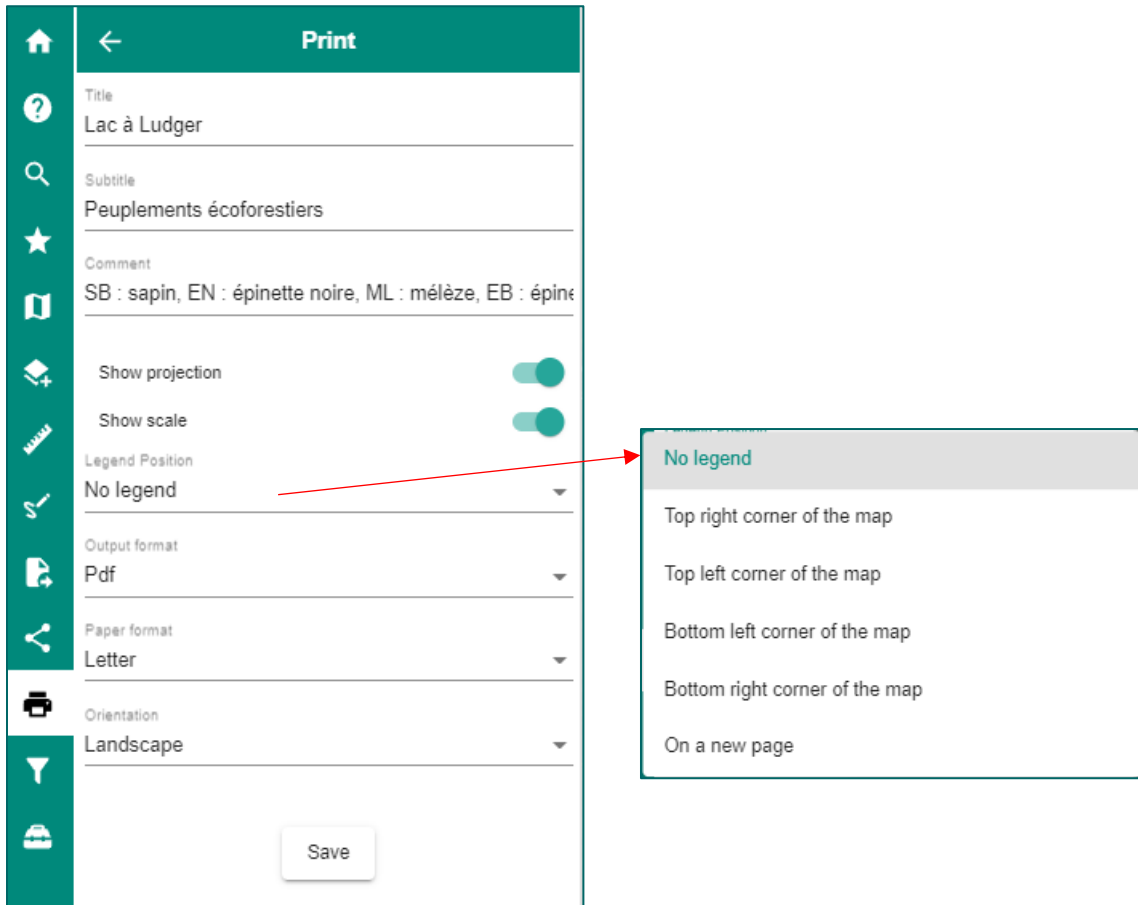 Print
Title
Lac à Ludger
Subtitle
Peuplements écoforestiers
Comment
SB : sapin, EN : épinette noire, ML : mélèze, EB : épine
Show projection
Show scale
Legend Position
No legend
Output format
Pdf
Paper format
Letter
Orientation
Landscape
Save
No legend
Top right corner of the map
Top left corner of the map
Bottom left corner of the map
Bottom right corner of the map
On a new page